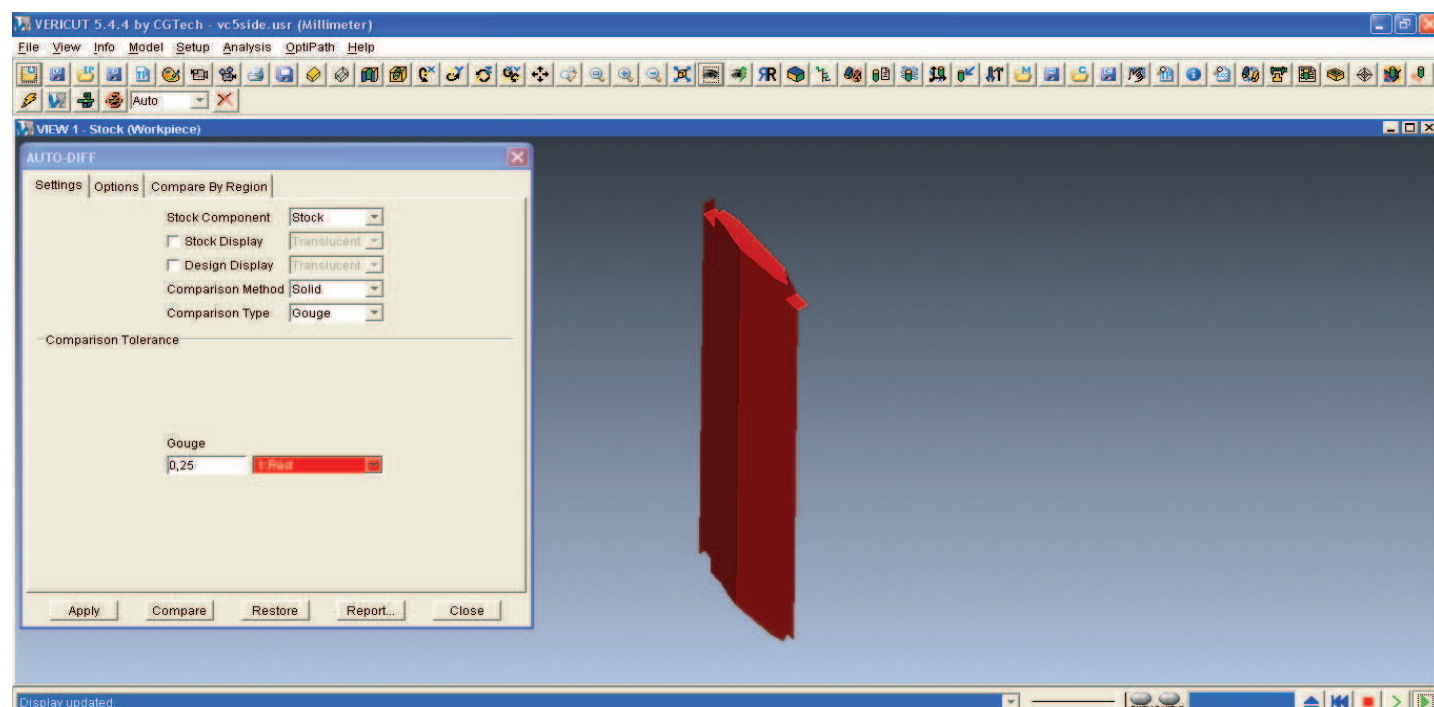 VERICUT 5.4.4 by CGTech - vc5side.usr (Millimeter)
File View Info Model Setup Analysis OptiPath Help
Auto
VIEW 1 - Stock (Workpiece)
AUTO-DIFF
Settings Options Compare By Region
Stock Component Stock
Stock Display Translucent
Design Display Translucent
Comparison Method Solid
Comparison Type Gouge
Comparison Tolerance
Gouge
0,25 1 Red
Apply Compare Restore Report... Close
Display updated.